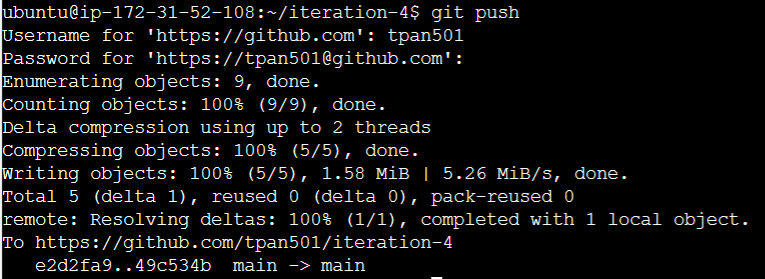 ubuntu@ip-172-31-52-108:~/iteration-4$ git push
Username for 'https://github.com': tpan501
Password for 'https://tpan501@github.com':
Enumerating objects: 9, done.
Counting objects: 100% (9/9), done.
Delta compression using up to 2 threads
Compressing objects: 100% (5/5), done.
Writing objects: 100% (5/5), 1.58 MiB | 5.26 MiB/s, done.
Total 5 (delta 1), reused 0 (delta 0), pack-reused 0
remote: Resolving deltas: 100% (1/1), completed with 1 local object.
To https://github.com/tpan501/iteration-4
   e2d2fa9..49c534b  main -> main